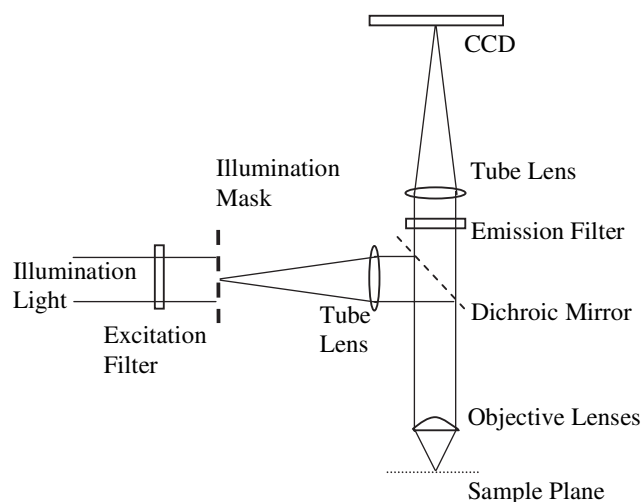 CCD
Tube Lens
Illumination
Mask
Emission Filter
Illumination
Light
Excitation
Filter
Tube
Lens
Dichroic Mirror
Objective Lenses
Sample Plane